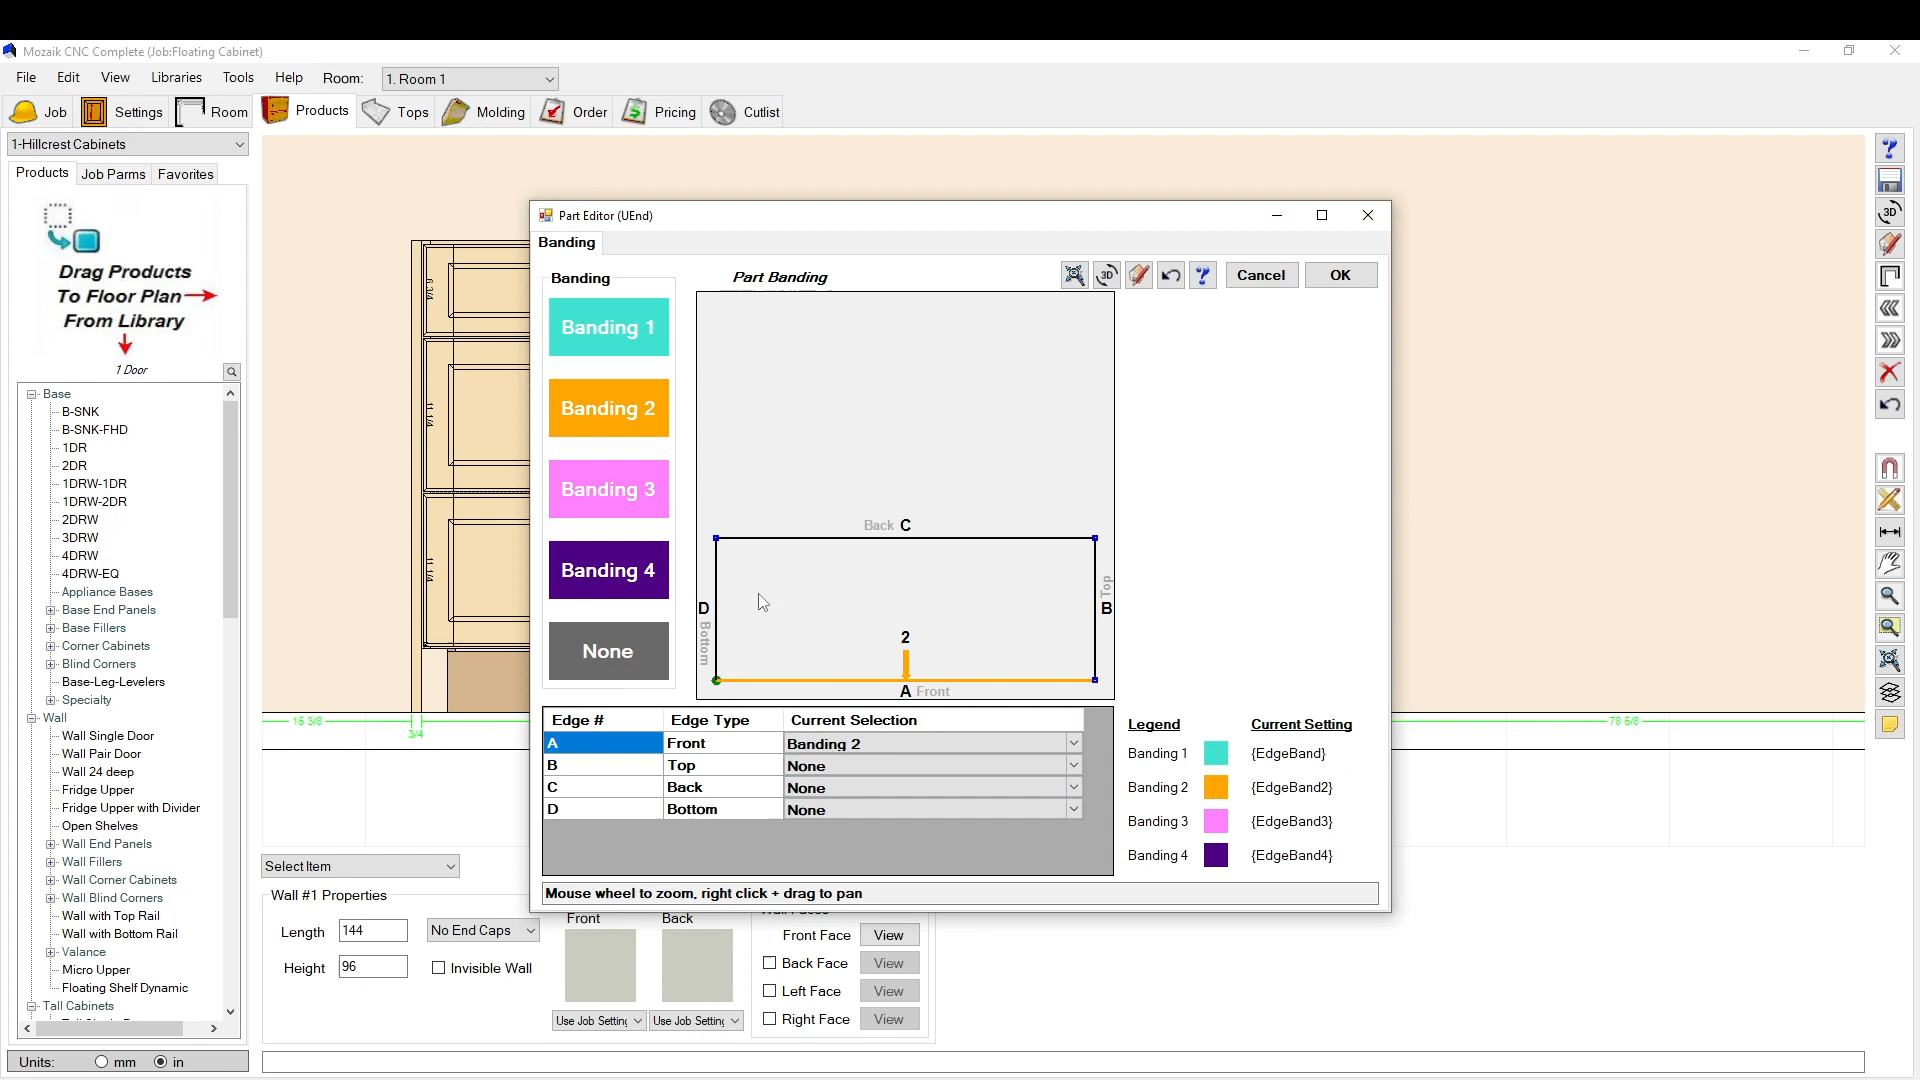 Mozaik CNC Complete (Job:Floating Cabinet)
File Edit View Libraries Tools Help Room: 1. Room 1
Job Settings Room Products Tops Molding Order Pricing Cutlist
1-Hillcrest Cabinets
Products Job Parms Favorites
Drag Products
To Floor Plan
From Library
1 Door
Base
B-SNK
B-SNK-FHD
1DR
2DR
1DRW-1DR
1DRW-2DR
2DRW
3DRW
4DRW
4DRW-EQ
Appliance Bases
Base End Panels
Base Fillers
Corner Cabinets
Blind Corners
Base-Leg-Levelers
Specialty
Wall
Wall Single Door
Wall Pair Door
Wall 24 deep
Fridge Upper
Fridge Upper with Divider
Open Shelves
Wall End Panels
Wall Fillers
Wall Corner Cabinets
Wall Blind Corners
Wall with Top Rail
Wall with Bottom Rail
Valance
Micro Upper
Floating Shelf Dynamic
Tall Cabinets
Units: mm in
6 3/4
11 1/4
11 1/4
15 3/8
3/4
78 5/8
Part Editor (UEnd)
Banding
Banding
Part Banding
3D
?
Cancel OK
Banding 1
Banding 2
Banding 3
Banding 4
None
Back C
D Bottom
Top B
2
A Front
Edge # Edge Type Current Selection
A Front Banding 2
B Top None
C Back None
D Bottom None
Legend Current Setting
Banding 1 {EdgeBand}
Banding 2 {EdgeBand2}
Banding 3 {EdgeBand3}
Banding 4 {EdgeBand4}
Mouse wheel to zoom, right click + drag to pan
Select Item
Wall #1 Properties
Length 144 No End Caps
Height 96 Invisible Wall
Front Back
Use Job Setting Use Job Setting
Front Face View
Back Face View
Left Face View
Right Face View
?
3D